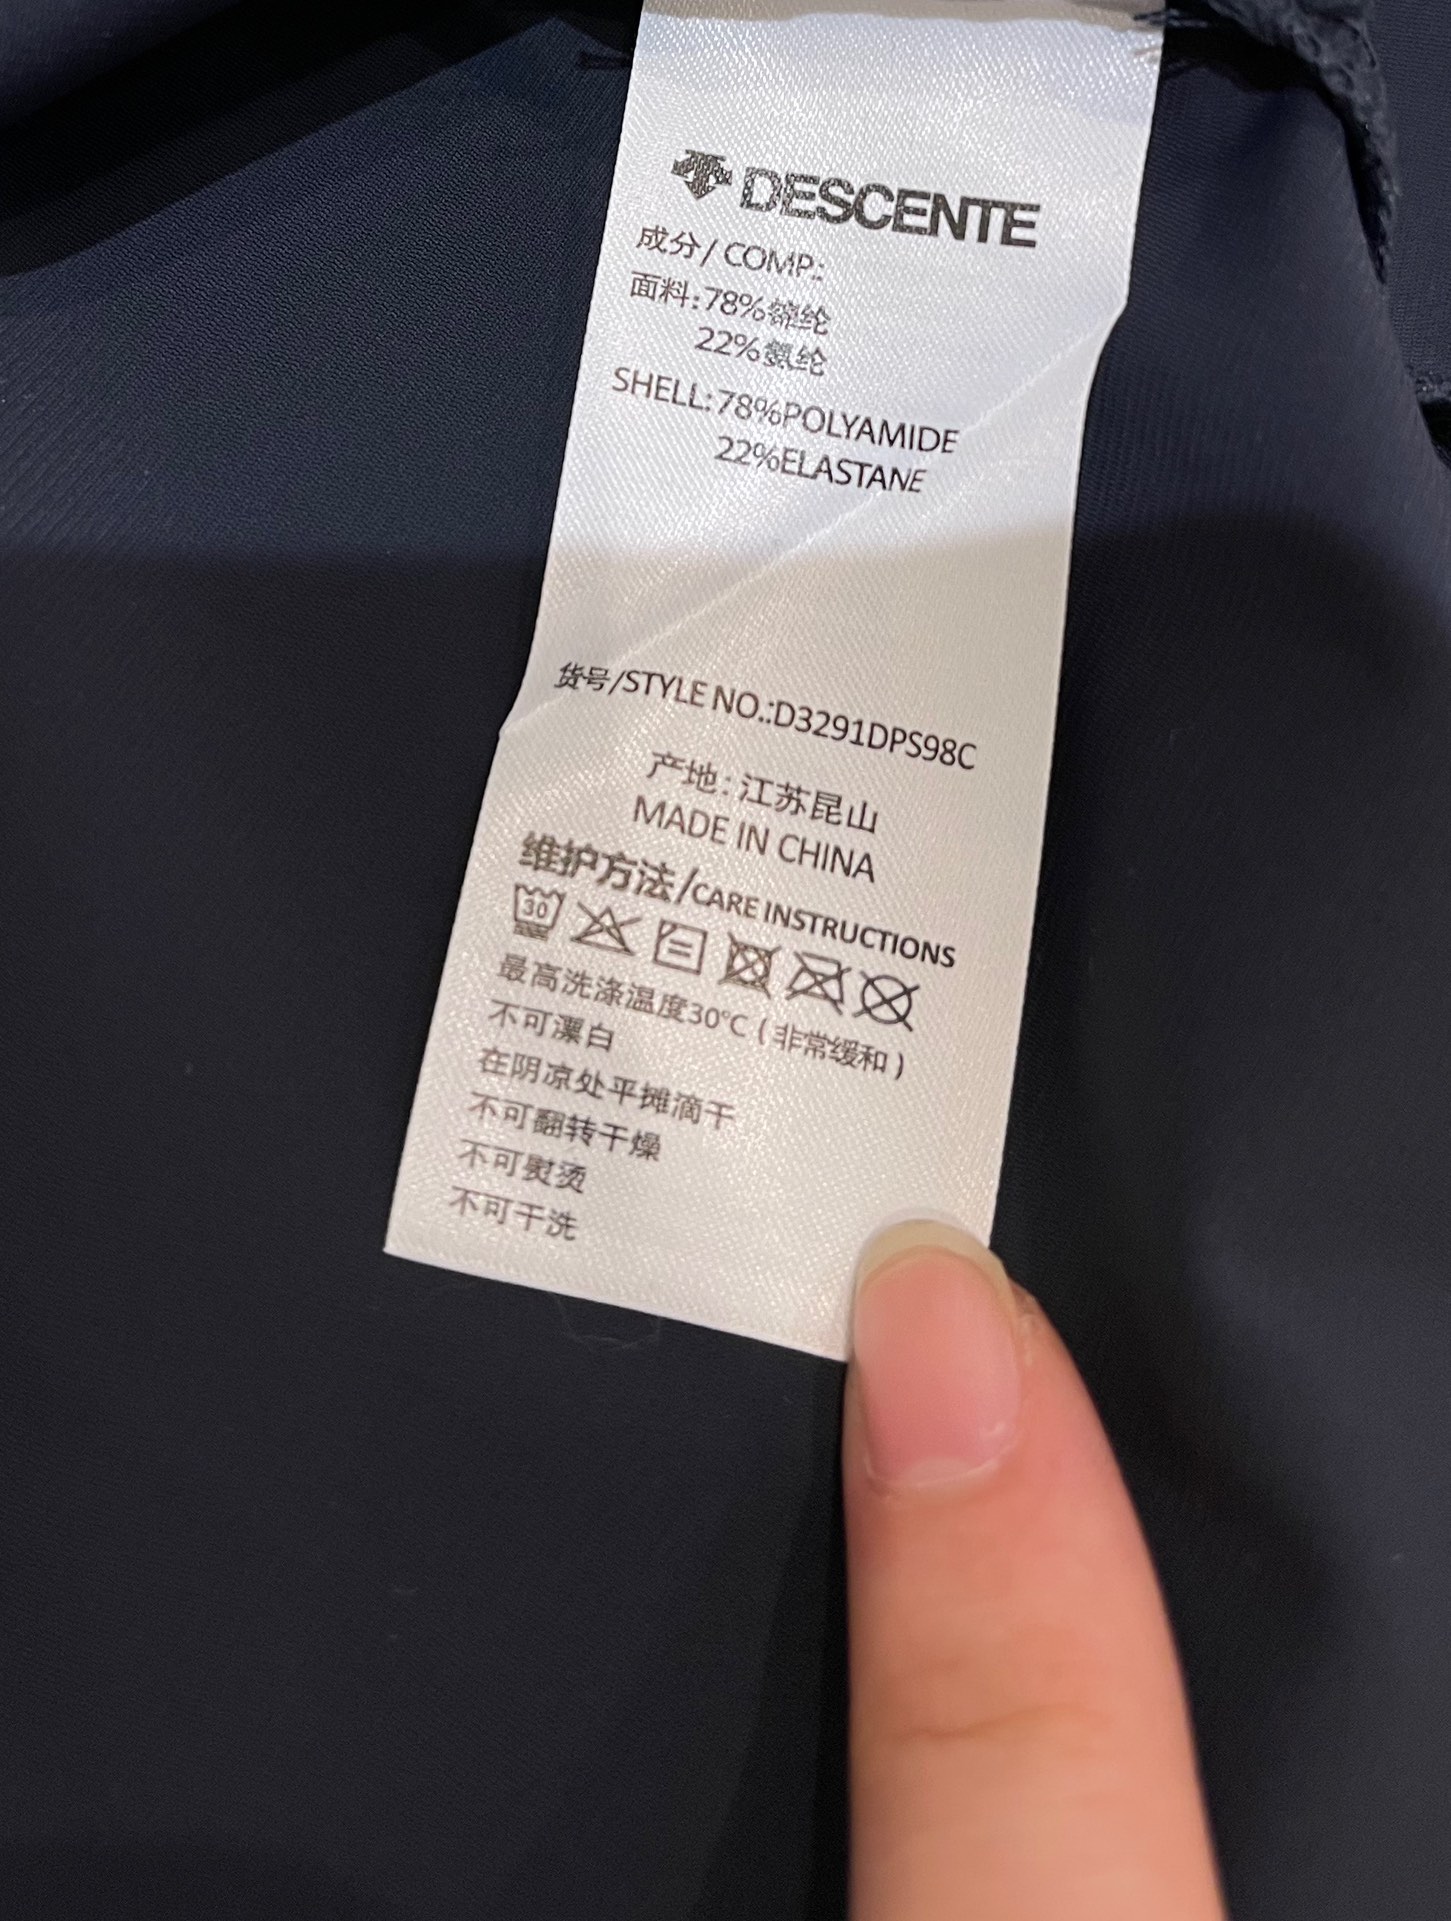 DESCENTE
成分/COMP.:
面料:78%锦纶
22%氨纶
SHELL:78%POLYAMIDE
22%ELASTANE
货号/STYLE NO.:D3291DPS98C
产地:江苏昆山
MADE IN CHINA
维护方法/CARE INSTRUCTIONS
30
最高洗涤温度30℃(非常缓和)
不可漂白
在阴凉处平摊滴干
不可翻转干燥
不可熨烫
不可干洗